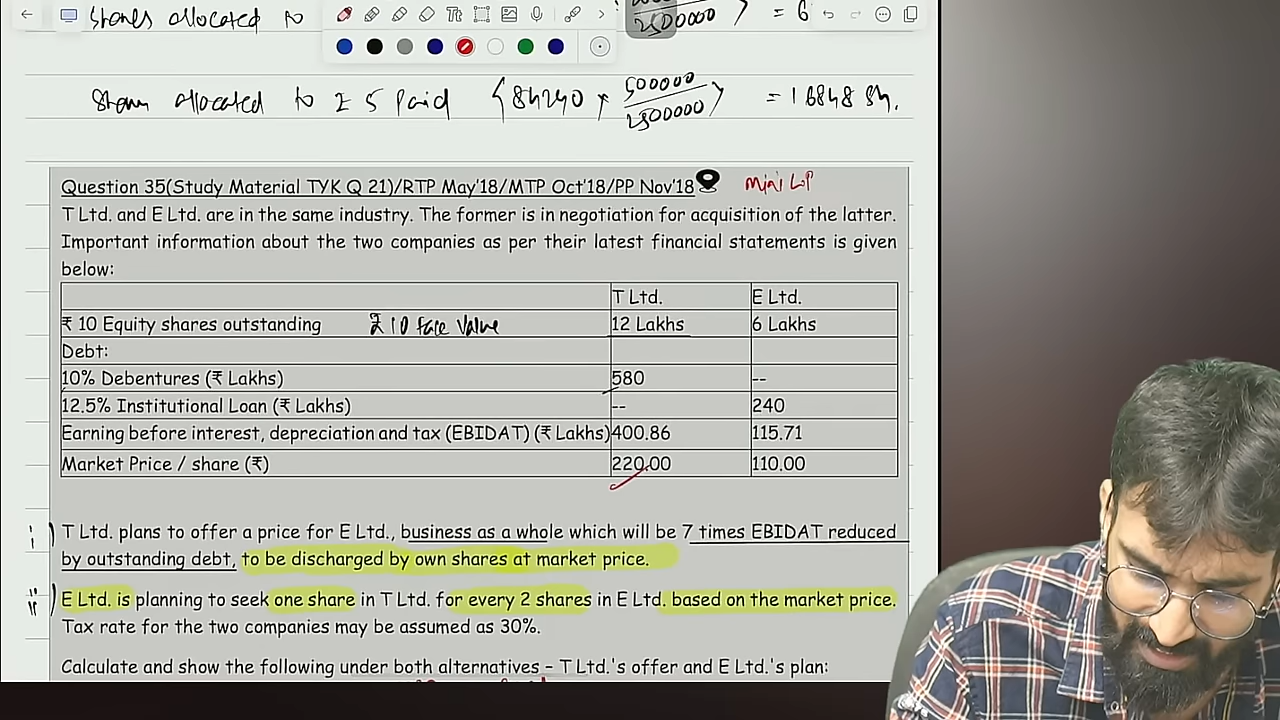 Shares allocated to
2500000
= 6
Tt
Shares allocated to ₹ 5 Paid { 84240 × 500000 / 2500000 } = 16848 Sh.
Question 35(Study Material TYK Q 21)/RTP May'18/MTP Oct'18/PP Nov'18 Mini LP
T Ltd. and E Ltd. are in the same industry. The former is in negotiation for acquisition of the latter.
Important information about the two companies as per their latest financial statements is given
below:
T Ltd. E Ltd.
₹ 10 Equity shares outstanding ₹10 Face Value 12 Lakhs 6 Lakhs
Debt:
10% Debentures (₹ Lakhs) 580 --
12.5% Institutional Loan (₹ Lakhs) -- 240
Earning before interest, depreciation and tax (EBIDAT) (₹ Lakhs) 400.86 115.71
Market Price / share (₹) 220.00 110.00
i) T Ltd. plans to offer a price for E Ltd., business as a whole which will be 7 times EBIDAT reduced
by outstanding debt, to be discharged by own shares at market price.
ii) E Ltd. is planning to seek one share in T Ltd. for every 2 shares in E Ltd. based on the market price.
Tax rate for the two companies may be assumed as 30%.
Calculate and show the following under both alternatives – T Ltd.'s offer and E Ltd.'s plan: